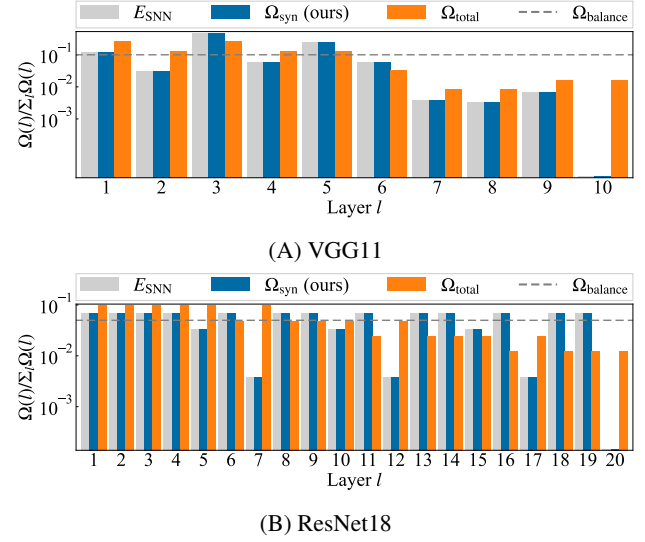 E_SNN Ω_syn (ours) Ω_total Ω_balance
Ω(l)/Σ_lΩ(l)
10⁻¹
10⁻²
10⁻³
1 2 3 4 5 6 7 8 9 10
Layer l
(A) VGG11
E_SNN Ω_syn (ours) Ω_total Ω_balance
Ω(l)/Σ_lΩ(l)
10⁻¹
10⁻²
10⁻³
1 2 3 4 5 6 7 8 9 10 11 12 13 14 15 16 17 18 19 20
Layer l
(B) ResNet18